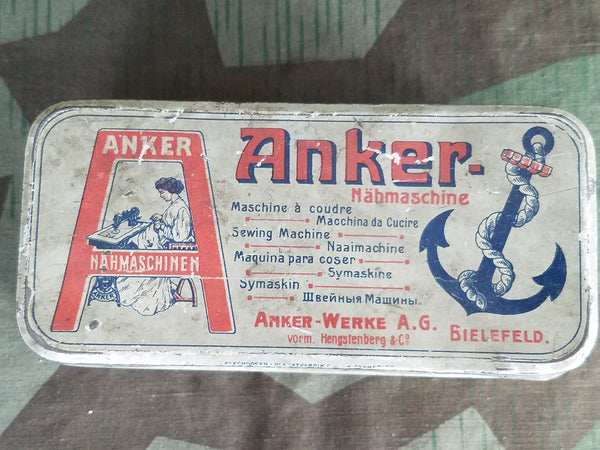 ANKER
NÄHMASCHINEN
ANKER
Anker-
Nähmaschine
Maschine à coudre
Macchina da Cucire
Sewing Machine
Naaimachine
Maquina para coser
Symaskine
Symaskin
Швейныя Машины.
ANKER-WERKE A.G. BIELEFELD.
vorm. Hengstenberg & Cº